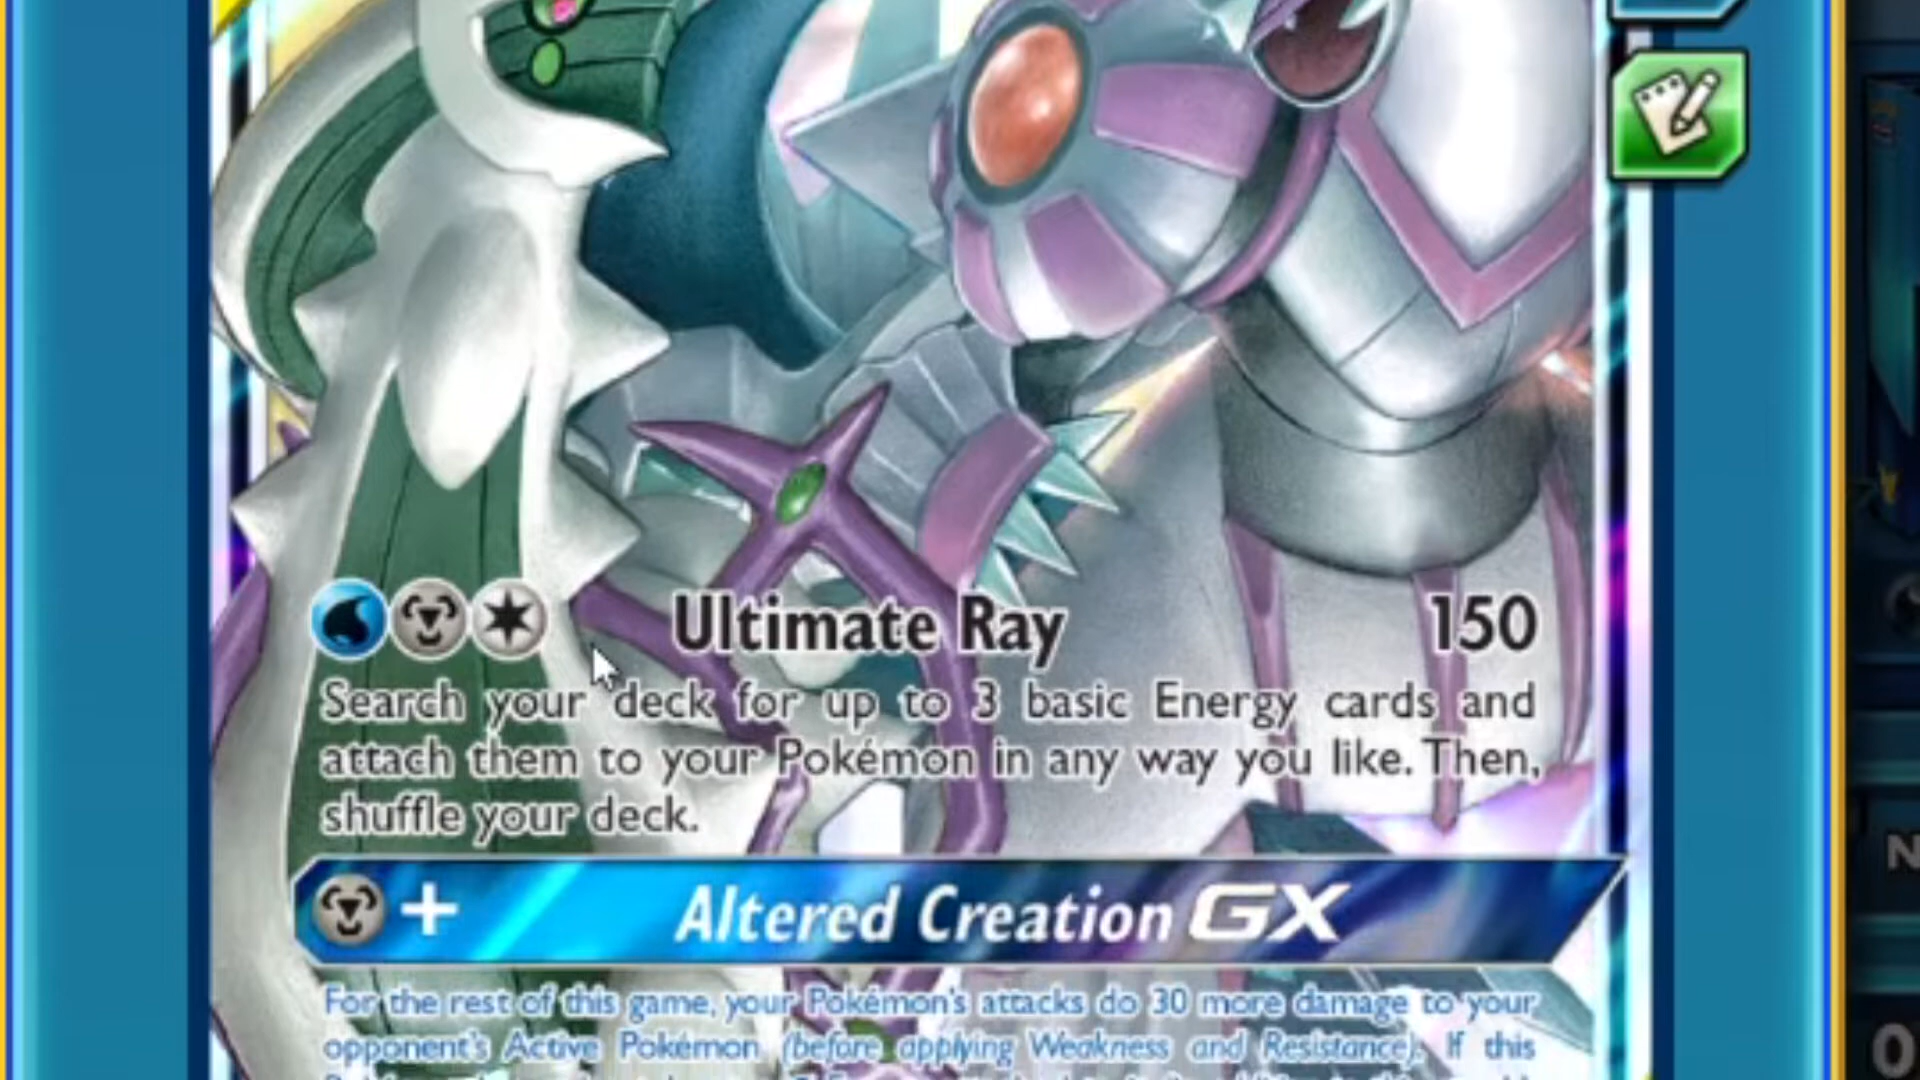 Ultimate Ray 150
Search your deck for up to 3 basic Energy cards and
attach them to your Pokémon in any way you like. Then,
shuffle your deck.
+ Altered Creation GX
For the rest of this game, your Pokémon's attacks do 30 more damage to your
opponent's Active Pokémon (before applying Weakness and Resistance). If this
N
0